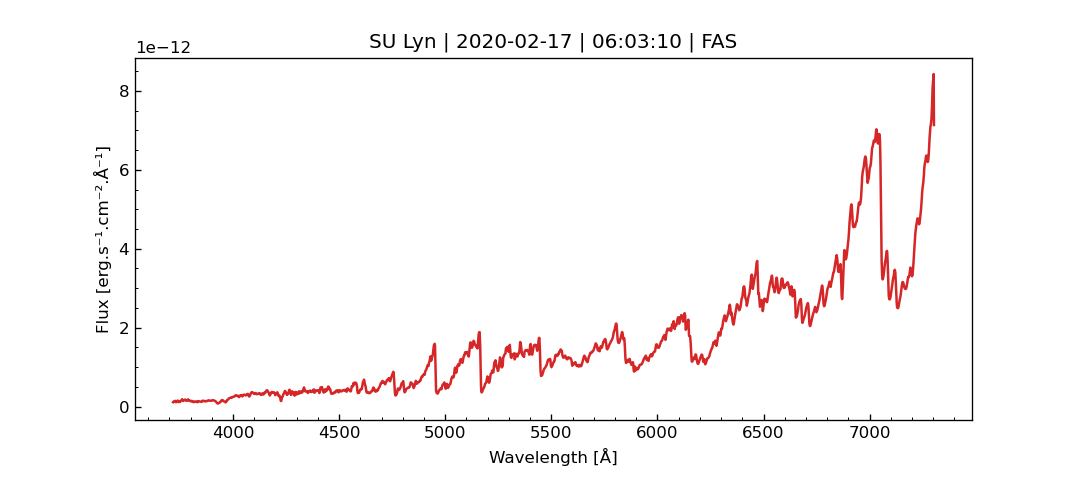 SU Lyn | 2020-02-17 | 06:03:10 | FAS
1e−12
8
6
4
2
0
Flux [erg.s⁻¹.cm⁻².Å⁻¹]
4000 4500 5000 5500 6000 6500 7000
Wavelength [Å]